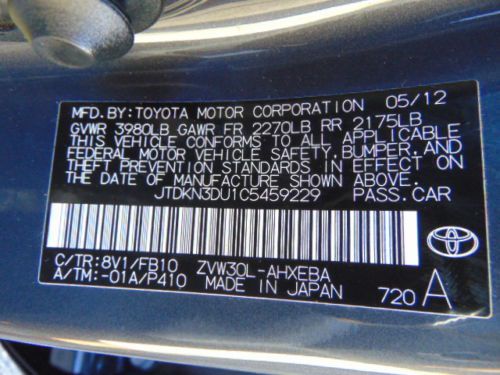 MFD. BY: TOYOTA MOTOR CORPORATION 05/12
GVWR 3980LB GAWR FR 2270LB RR 2175LB
THIS VEHICLE CONFORMS TO ALL APPLICABLE
FEDERAL MOTOR VEHICLE SAFETY, BUMPER, AND
THEFT PREVENTION STANDARDS IN EFFECT ON
THE DATE OF MANUFACTURE SHOWN ABOVE.
JTDKN3DU1C5459229 PASS. CAR
C/TR: 8V1/FB10 ZVW30L-AHXEBA
A/TM: -01A/P410 MADE IN JAPAN 720 A